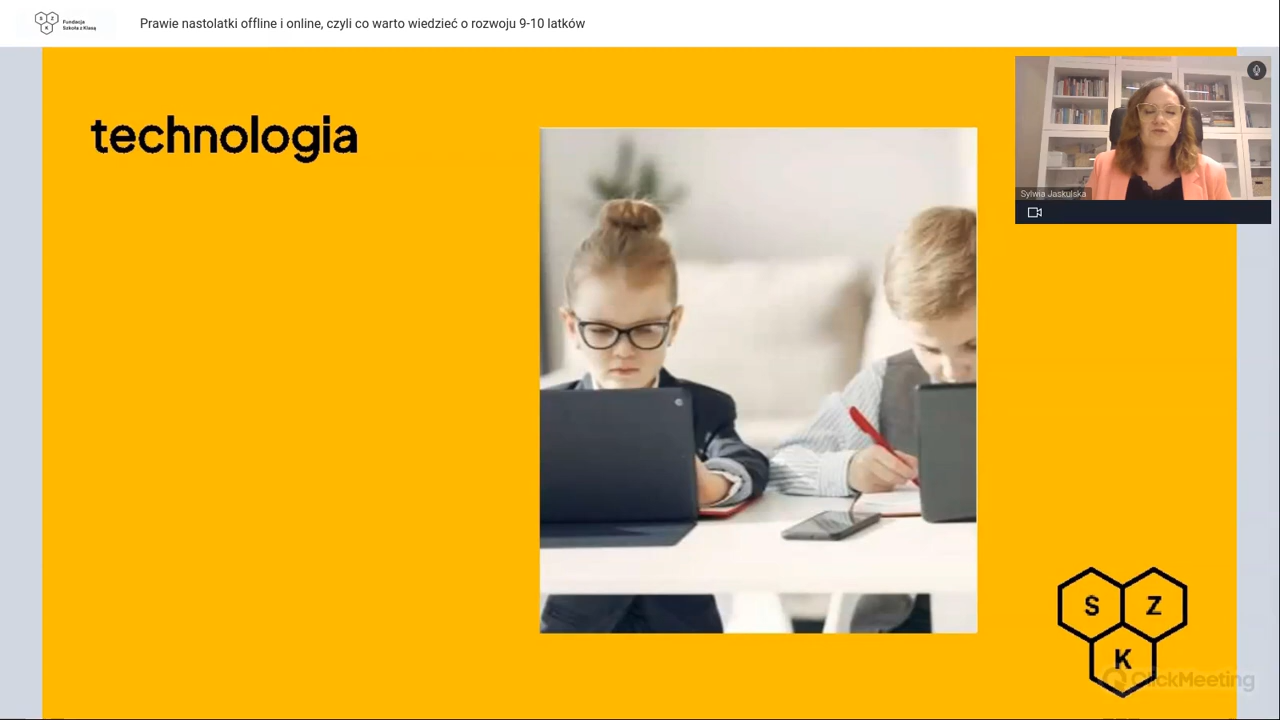 S Z K
Fundacja
Szkoła z Klasą
Prawie nastolatki offline i online, czyli co warto wiedzieć o rozwoju 9-10 latków
technologia
Sylwia Jaskulska
S Z
K
ClickMeeting